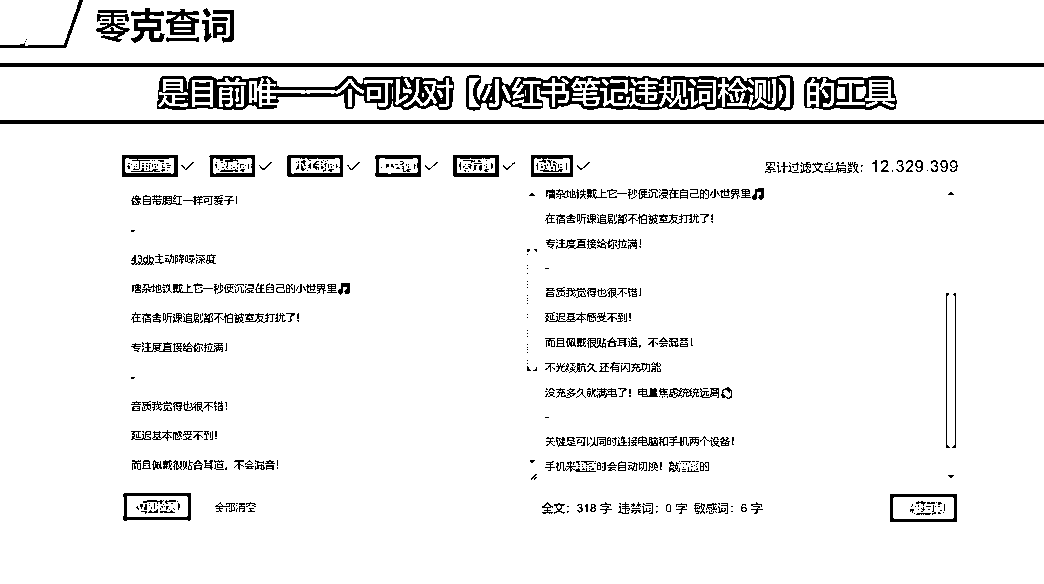 零克查词
是目前唯一一个可以对【小红书笔记违规词检测】的工具
敏感词 小红书词
累计过滤文章篇数：12.329.399
像自带腮红一样可爱子！
-
43db主动降噪深度
嘈杂地铁戴上它一秒便沉浸在自己的小世界里🎵
在宿舍听课追剧都不怕被室友打扰了！
专注度直接给你拉满！
-
音质我觉得也很不错！
延迟基本感受不到！
而且佩戴很贴合耳道，不会漏音！
嘈杂地铁戴上它一秒便沉浸在自己的小世界里🎵
在宿舍听课追剧都不怕被室友打扰了！
专注度直接给你拉满！
-
音质我觉得也很不错！
延迟基本感受不到！
而且佩戴很贴合耳道，不会漏音！
不光续航久 还有闪充功能
没充多久就满电了！电量焦虑统统远离
-
关键是可以同时连接电脑和手机两个设备！
手机来时会自动切换！超智能的
立即检测
全部清空
全文：318 字 违禁词：0 字 敏感词：6 字